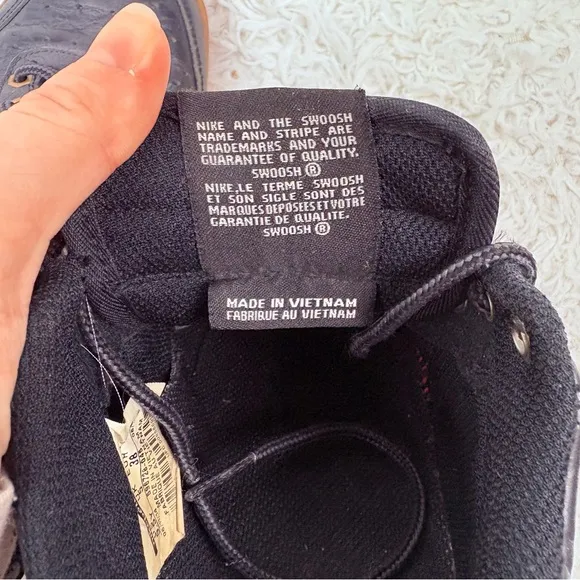 NIKE AND THE SWOOSH
NAME AND STRIPE ARE
TRADEMARKS AND YOUR
GUARANTEE OF QUALITY.
SWOOSH ®
NIKE,LE TERME SWOOSH
ET SON SIGLE SONT DES
MARQUES DEPOSEES ET VOTRE
GARANTIE DE QUALITE.
SWOOSH ®
MADE IN VIETNAM
FABRIQUE AU VIETNAM
38